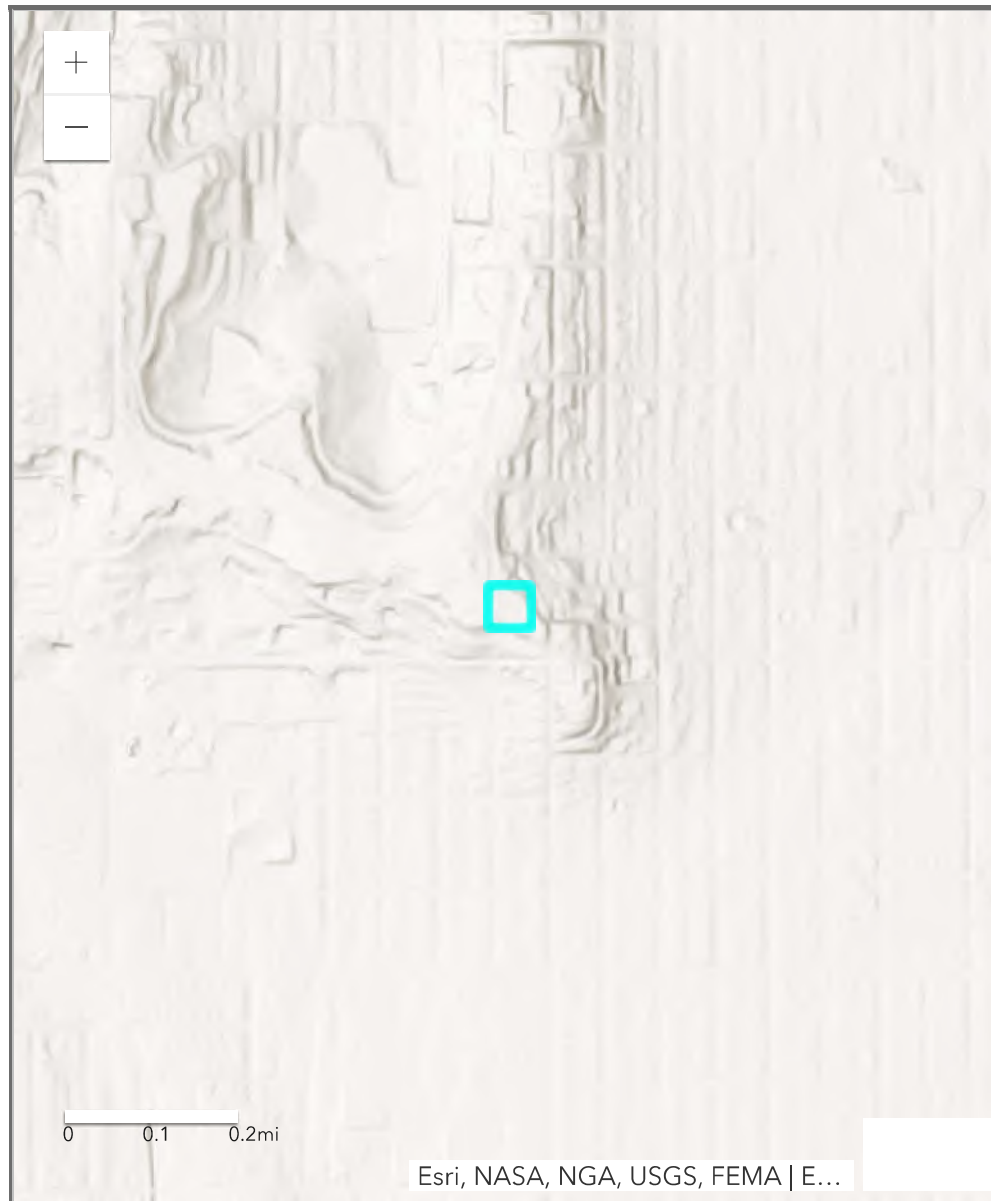 +
−
0 0.1 0.2mi
Esri, NASA, NGA, USGS, FEMA | E...